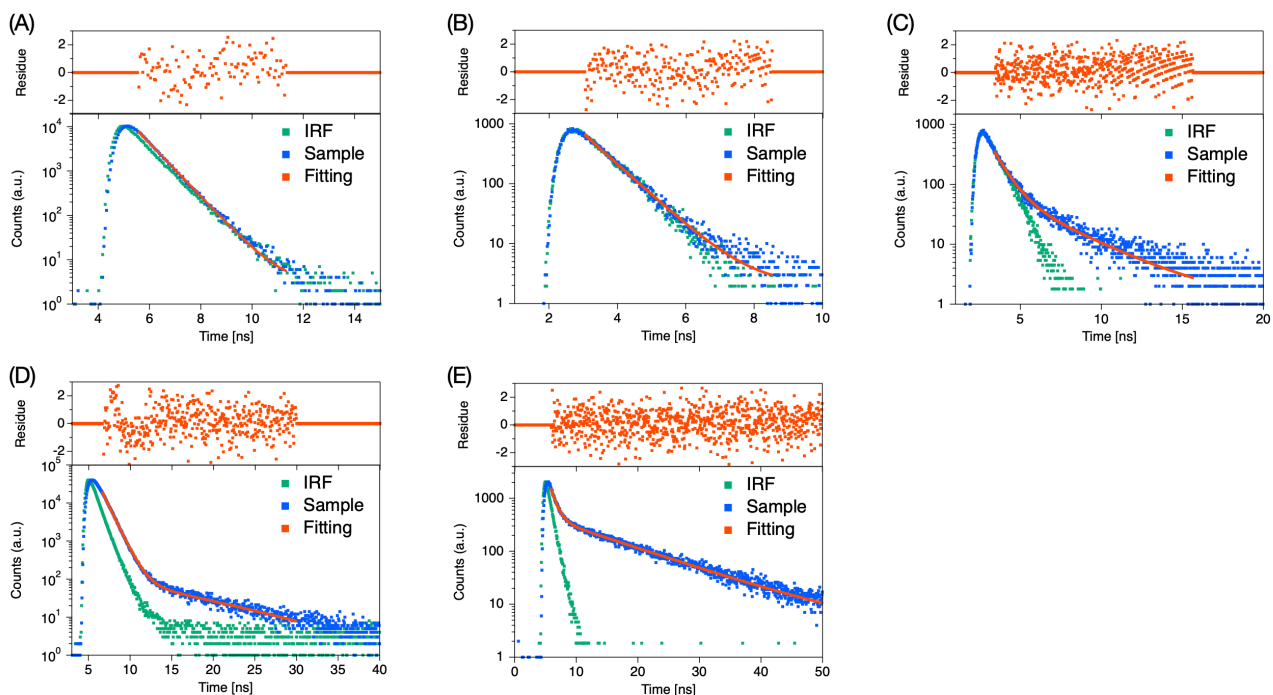 (A)
Residue
2
0
-2
Counts (a.u.)
10^4
10^3
10^2
10^1
10^0
IRF
Sample
Fitting
4 6 8 10 12 14
Time [ns]
(B)
Residue
2
0
-2
Counts (a.u.)
1000
100
10
1
IRF
Sample
Fitting
2 4 6 8 10
Time [ns]
(C)
Residue
2
0
-2
Counts (a.u.)
1000
100
10
1
IRF
Sample
Fitting
5 10 15 20
Time [ns]
(D)
Residue
2
0
-2
Counts (a.u.)
10^5
10^4
10^3
10^2
10^1
10^0
IRF
Sample
Fitting
5 10 15 20 25 30 35 40
Time [ns]
(E)
Residue
2
0
-2
Counts (a.u.)
1000
100
10
1
IRF
Sample
Fitting
0 10 20 30 40 50
Time [ns]